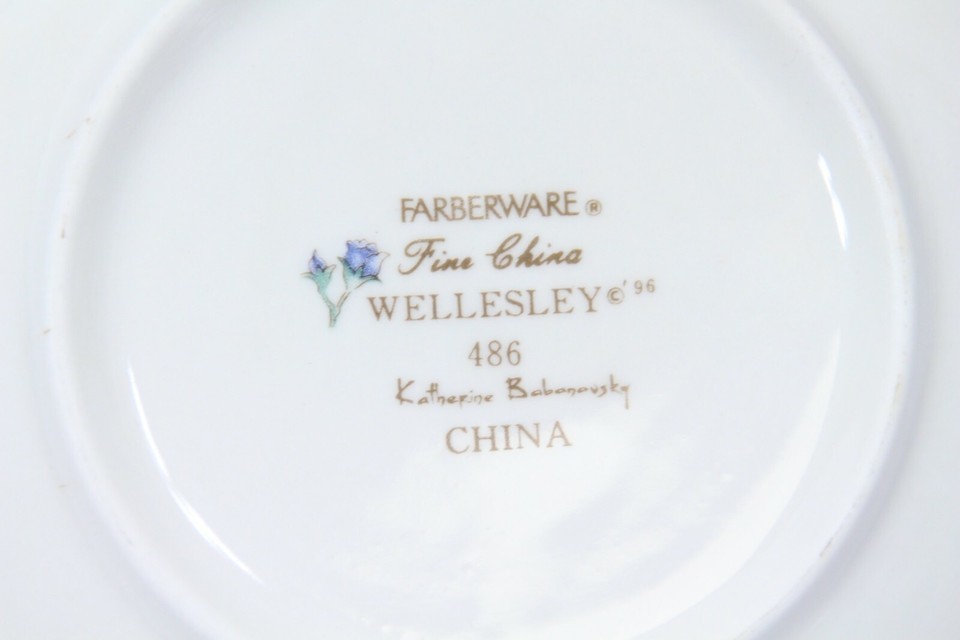 FARBERWARE ®
Fine China
WELLESLEY ©'96
486
Katherine Babanovsky
CHINA